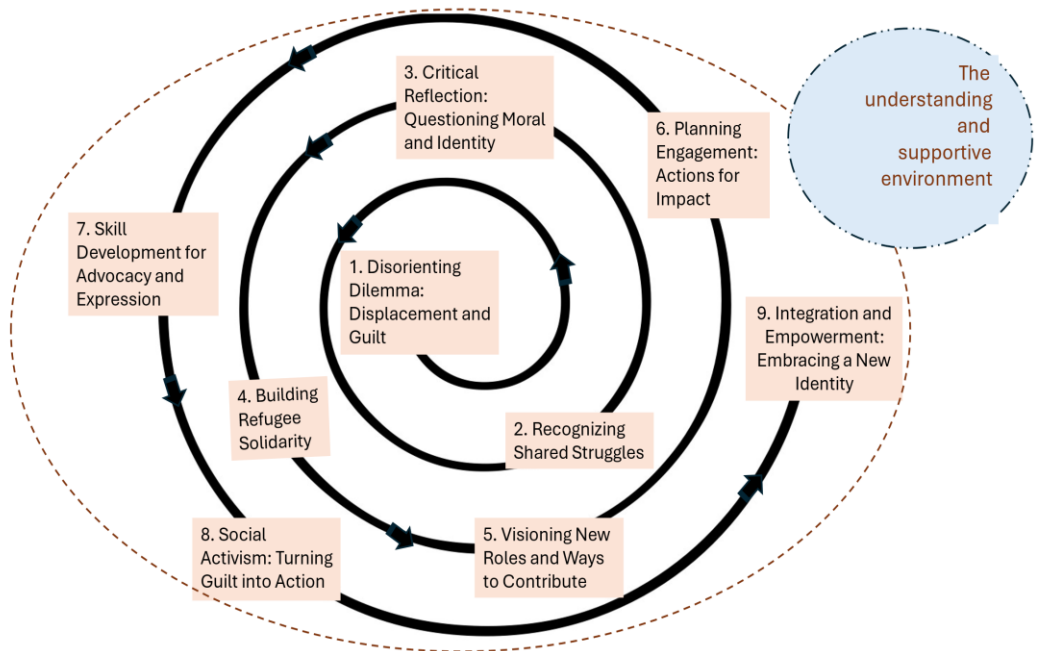 1. Disorienting
Dilemma:
Displacement and
Guilt
2. Recognizing
Shared Struggles
3. Critical
Reflection:
Questioning Moral
and Identity
4. Building
Refugee
Solidarity
5. Visioning New
Roles and Ways
to Contribute
6. Planning
Engagement:
Actions for
Impact
7. Skill
Development for
Advocacy and
Expression
8. Social
Activism: Turning
Guilt into Action
9. Integration and
Empowerment:
Embracing a New
Identity
The
understanding
and
supportive
environment